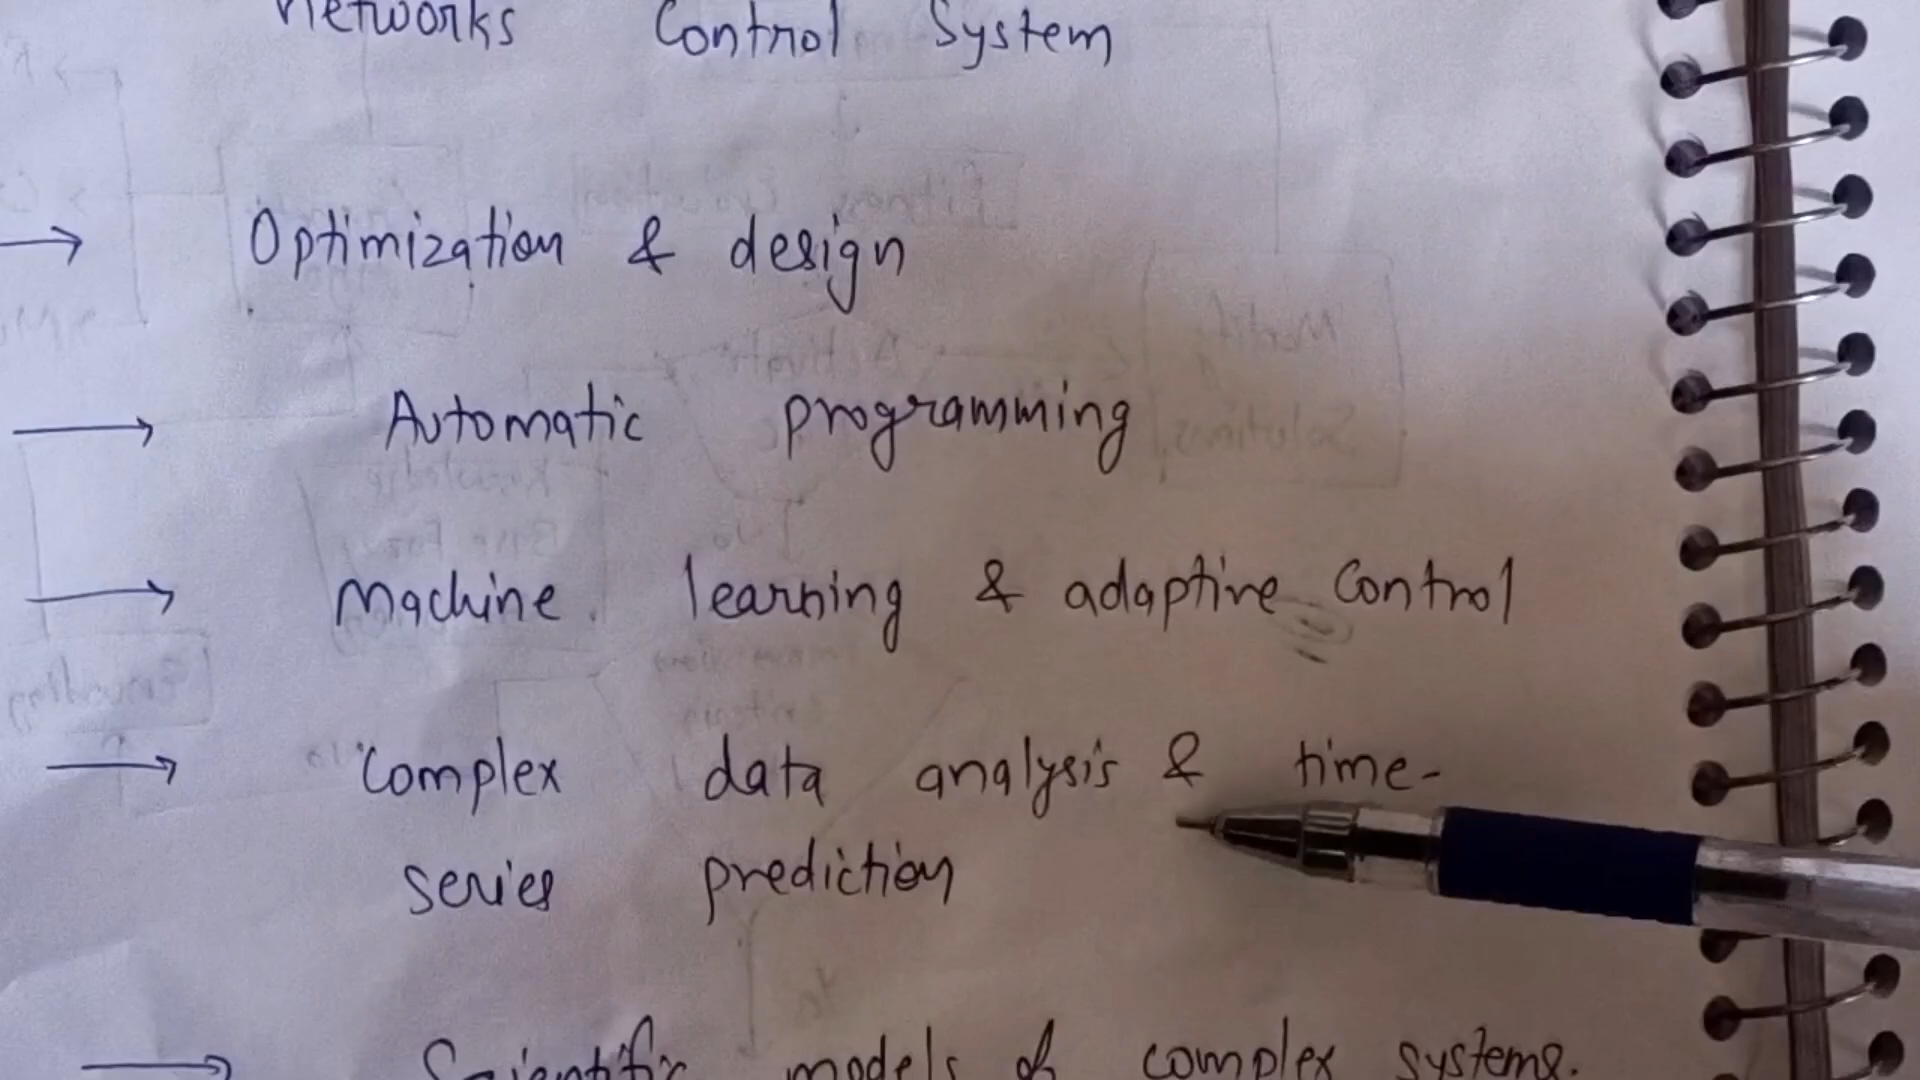 networks Control System
→ Optimization & design
→ Automatic programming
→ Machine learning & adaptive Control
→ Complex data analysis & time-
series prediction
→ Scientific models of complex systems.